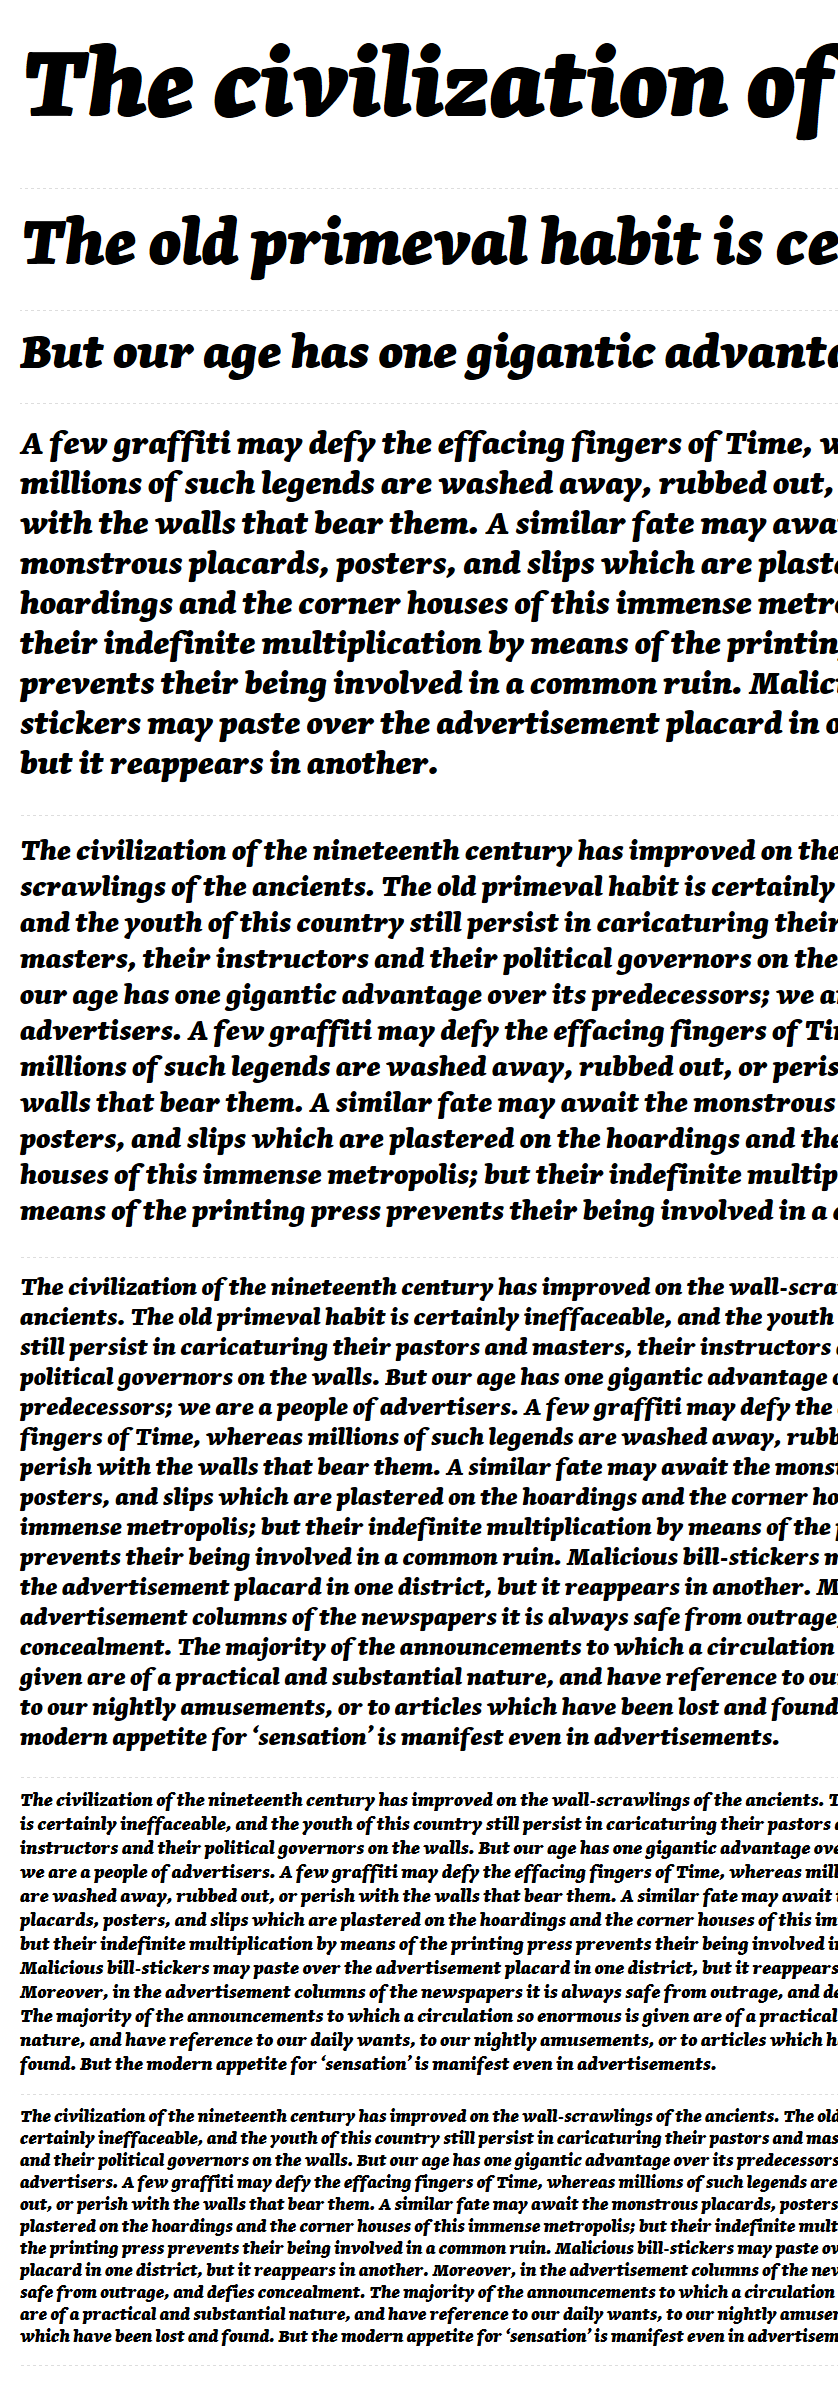 The civilization of
The old primeval habit is ce
But our age has one gigantic advanta
A few graffiti may defy the effacing fingers of Time, w
millions of such legends are washed away, rubbed out,
with the walls that bear them. A similar fate may awa
monstrous placards, posters, and slips which are plaste
hoardings and the corner houses of this immense metro
their indefinite multiplication by means of the printing
prevents their being involved in a common ruin. Malici
stickers may paste over the advertisement placard in o
but it reappears in another.
The civilization of the nineteenth century has improved on the
scrawlings of the ancients. The old primeval habit is certainly
and the youth of this country still persist in caricaturing their
masters, their instructors and their political governors on the
our age has one gigantic advantage over its predecessors; we a
advertisers. A few graffiti may defy the effacing fingers of Tim
millions of such legends are washed away, rubbed out, or peris
walls that bear them. A similar fate may await the monstrous
posters, and slips which are plastered on the hoardings and the
houses of this immense metropolis; but their indefinite multip
means of the printing press prevents their being involved in a c
The civilization of the nineteenth century has improved on the wall-scra
ancients. The old primeval habit is certainly ineffaceable, and the youth
still persist in caricaturing their pastors and masters, their instructors a
political governors on the walls. But our age has one gigantic advantage o
predecessors; we are a people of advertisers. A few graffiti may defy the
fingers of Time, whereas millions of such legends are washed away, rubb
perish with the walls that bear them. A similar fate may await the monst
posters, and slips which are plastered on the hoardings and the corner ho
immense metropolis; but their indefinite multiplication by means of the p
prevents their being involved in a common ruin. Malicious bill-stickers m
the advertisement placard in one district, but it reappears in another. M
advertisement columns of the newspapers it is always safe from outrage,
concealment. The majority of the announcements to which a circulation
given are of a practical and substantial nature, and have reference to ou
to our nightly amusements, or to articles which have been lost and found
modern appetite for ‘sensation’ is manifest even in advertisements.
The civilization of the nineteenth century has improved on the wall-scrawlings of the ancients. T
is certainly ineffaceable, and the youth of this country still persist in caricaturing their pastors a
instructors and their political governors on the walls. But our age has one gigantic advantage ove
we are a people of advertisers. A few graffiti may defy the effacing fingers of Time, whereas mill
are washed away, rubbed out, or perish with the walls that bear them. A similar fate may await t
placards, posters, and slips which are plastered on the hoardings and the corner houses of this im
but their indefinite multiplication by means of the printing press prevents their being involved in
Malicious bill-stickers may paste over the advertisement placard in one district, but it reappears
Moreover, in the advertisement columns of the newspapers it is always safe from outrage, and de
The majority of the announcements to which a circulation so enormous is given are of a practical
nature, and have reference to our daily wants, to our nightly amusements, or to articles which h
found. But the modern appetite for ‘sensation’ is manifest even in advertisements.
The civilization of the nineteenth century has improved on the wall-scrawlings of the ancients. The old
certainly ineffaceable, and the youth of this country still persist in caricaturing their pastors and mas
and their political governors on the walls. But our age has one gigantic advantage over its predecessors
advertisers. A few graffiti may defy the effacing fingers of Time, whereas millions of such legends are
out, or perish with the walls that bear them. A similar fate may await the monstrous placards, posters
plastered on the hoardings and the corner houses of this immense metropolis; but their indefinite mult
the printing press prevents their being involved in a common ruin. Malicious bill-stickers may paste ov
placard in one district, but it reappears in another. Moreover, in the advertisement columns of the new
safe from outrage, and defies concealment. The majority of the announcements to which a circulation
are of a practical and substantial nature, and have reference to our daily wants, to our nightly amusem
which have been lost and found. But the modern appetite for ‘sensation’ is manifest even in advertisem